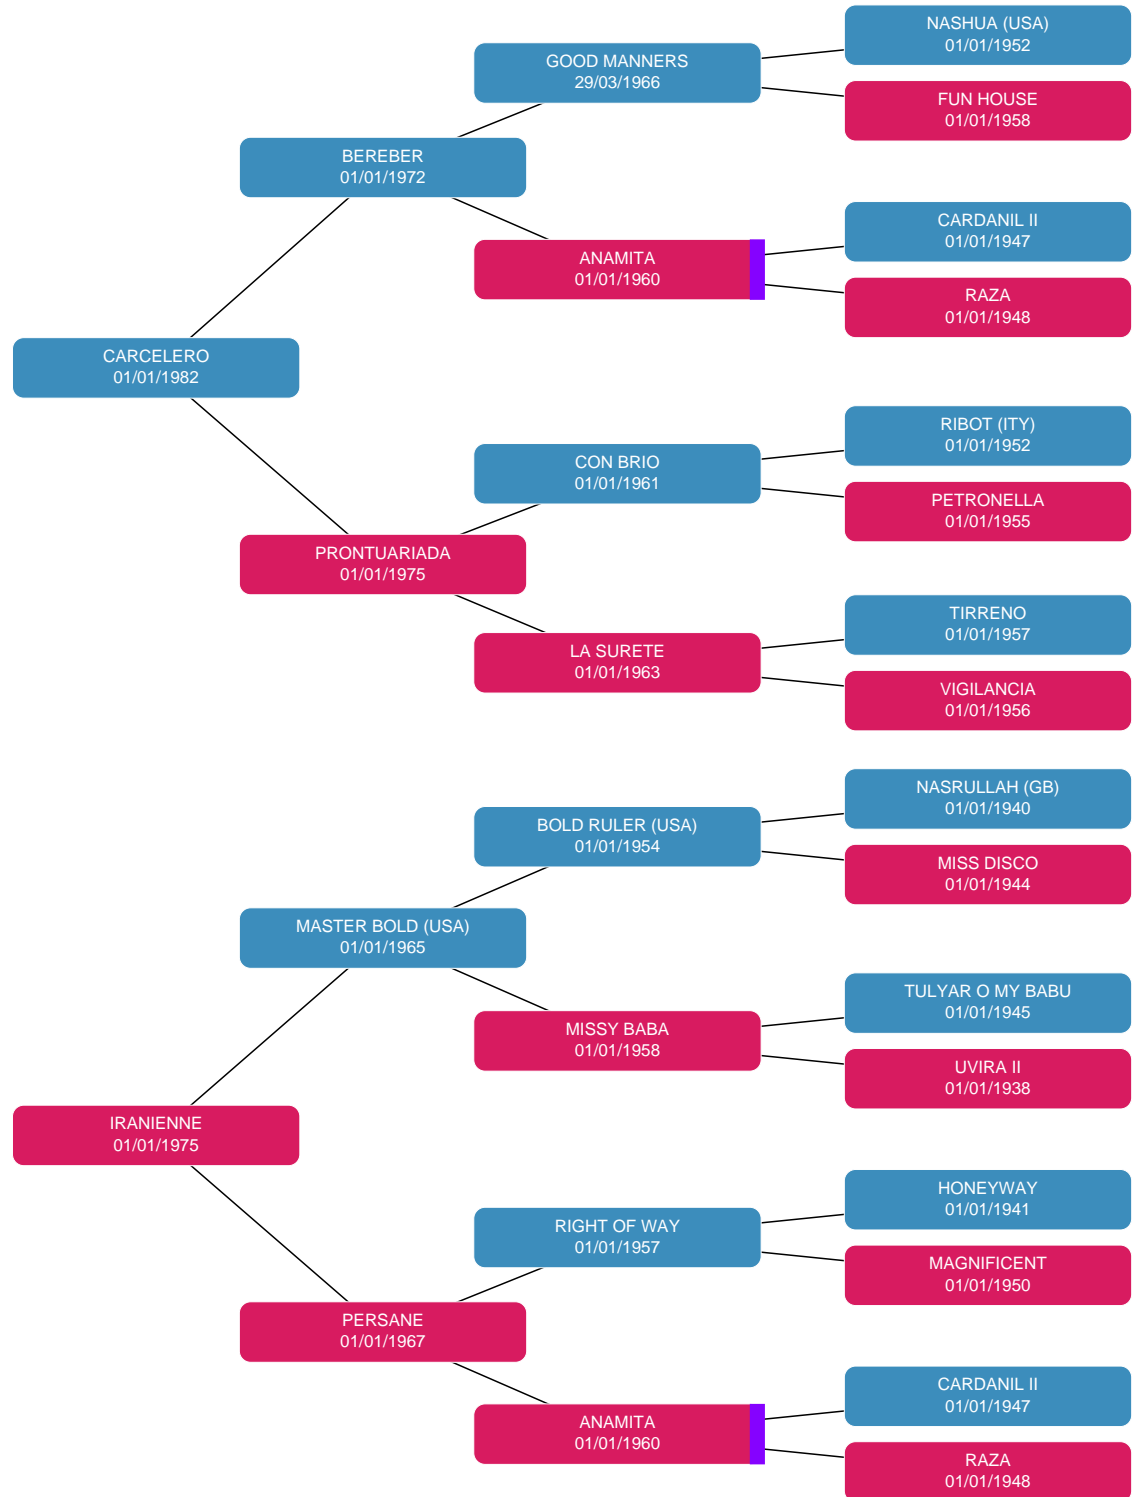 NASHUA (USA)
01/01/1952
GOOD MANNERS
29/03/1966
FUN HOUSE
01/01/1958
BEREBER
01/01/1972
CARDANIL II
01/01/1947
ANAMITA
01/01/1960
RAZA
01/01/1948
CARCELERO
01/01/1982
RIBOT (ITY)
01/01/1952
CON BRIO
01/01/1961
PETRONELLA
01/01/1955
PRONTUARIADA
01/01/1975
TIRRENO
01/01/1957
LA SURETE
01/01/1963
VIGILANCIA
01/01/1956
NASRULLAH (GB)
01/01/1940
BOLD RULER (USA)
01/01/1954
MISS DISCO
01/01/1944
MASTER BOLD (USA)
01/01/1965
TULYAR O MY BABU
01/01/1945
MISSY BABA
01/01/1958
UVIRA II
01/01/1938
IRANIENNE
01/01/1975
HONEYWAY
01/01/1941
RIGHT OF WAY
01/01/1957
MAGNIFICENT
01/01/1950
PERSANE
01/01/1967
CARDANIL II
01/01/1947
ANAMITA
01/01/1960
RAZA
01/01/1948